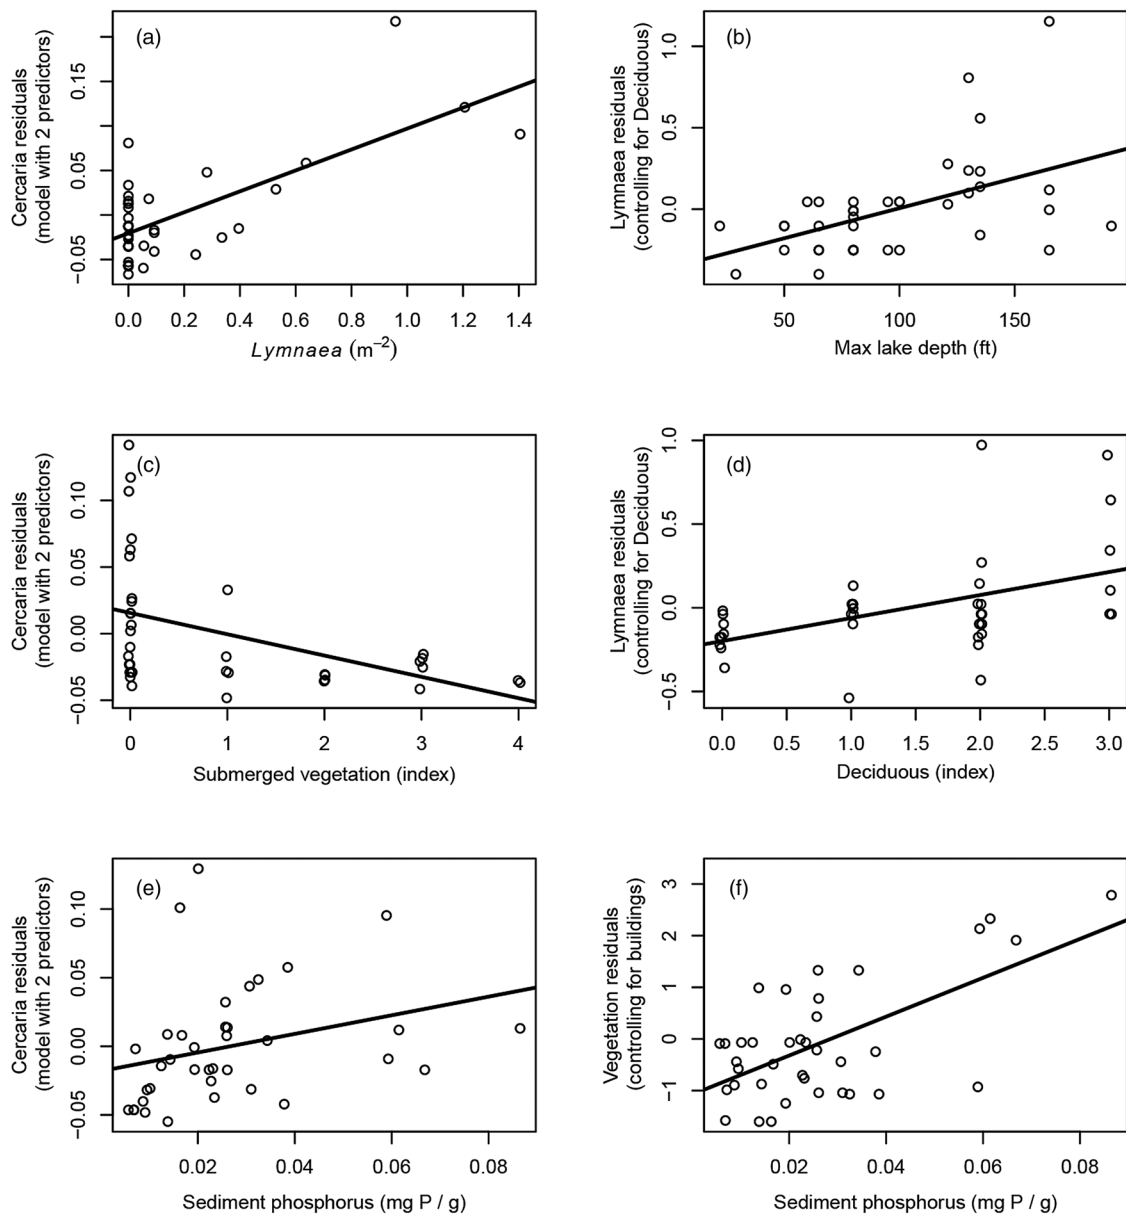 (a)
Cercaria residuals
(model with 2 predictors)
−0.05 0.05 0.15
0.0 0.2 0.4 0.6 0.8 1.0 1.2 1.4
Lymnaea (m⁻²)
(b)
Lymnaea residuals
(controlling for Deciduous)
0.0 0.5 1.0
50 100 150
Max lake depth (ft)
(c)
Cercaria residuals
(model with 2 predictors)
−0.05 0.00 0.05 0.10
0 1 2 3 4
Submerged vegetation (index)
(d)
Lymnaea residuals
(controlling for Deciduous)
−0.5 0.0 0.5 1.0
0.0 0.5 1.0 1.5 2.0 2.5 3.0
Deciduous (index)
(e)
Cercaria residuals
(model with 2 predictors)
−0.05 0.00 0.05 0.10
0.02 0.04 0.06 0.08
Sediment phosphorus (mg P / g)
(f)
Vegetation residuals
(controlling for buildings)
−1 0 1 2 3
0.02 0.04 0.06 0.08
Sediment phosphorus (mg P / g)